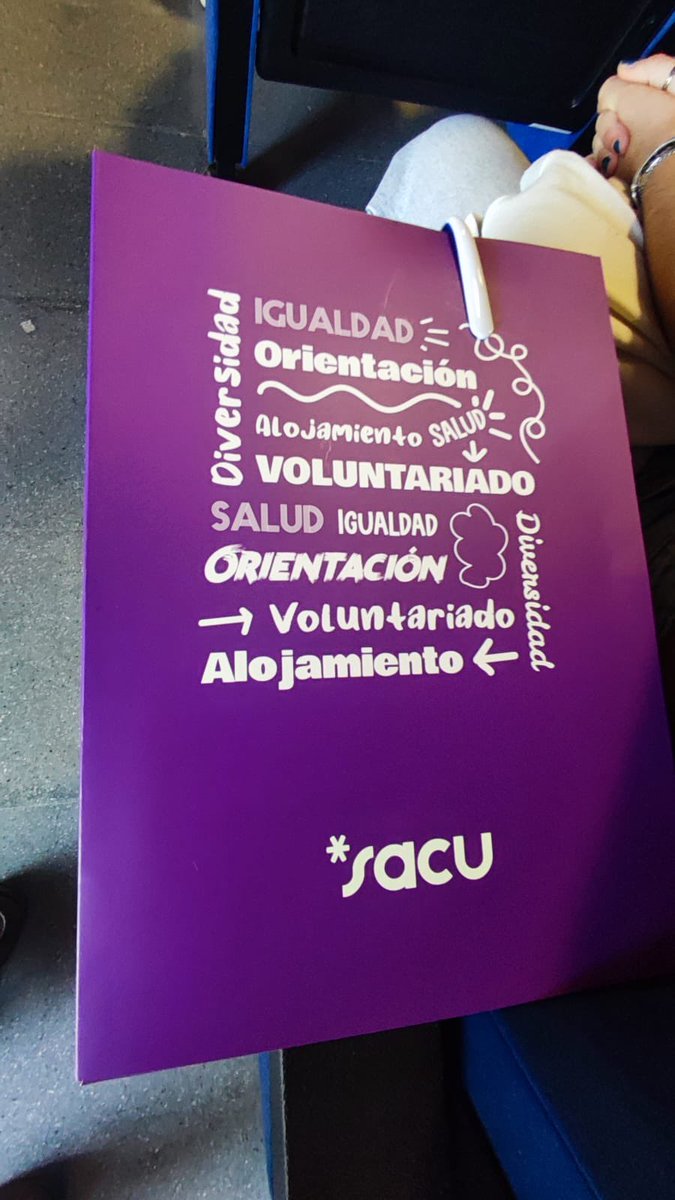 Diversidad
IGUALDAD
Orientación
Alojamiento SALUD
VOLUNTARIADO
SALUD IGUALDAD
ORIENTACIÓN
Diversidad
Voluntariado
Alojamiento
*sacu